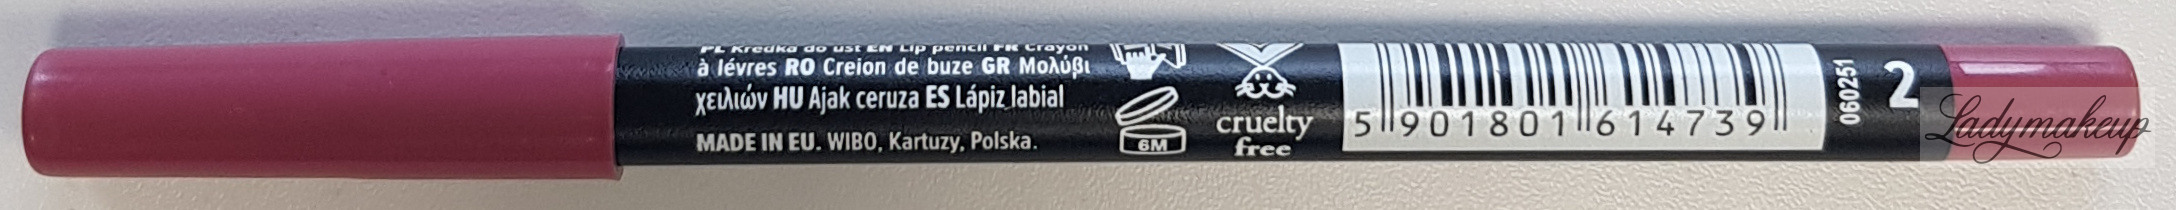 PL Kredka do ust EN Lip pencil FR Crayon
à lévres RO Creion de buze GR Μολύβι
χειλιών HU Ajak ceruza ES Lápiz labial
MADE IN EU. WIBO, Kartuzy, Polska.
6M
cruelty
free
5 901801 614739
060251
2
Ladymakeup